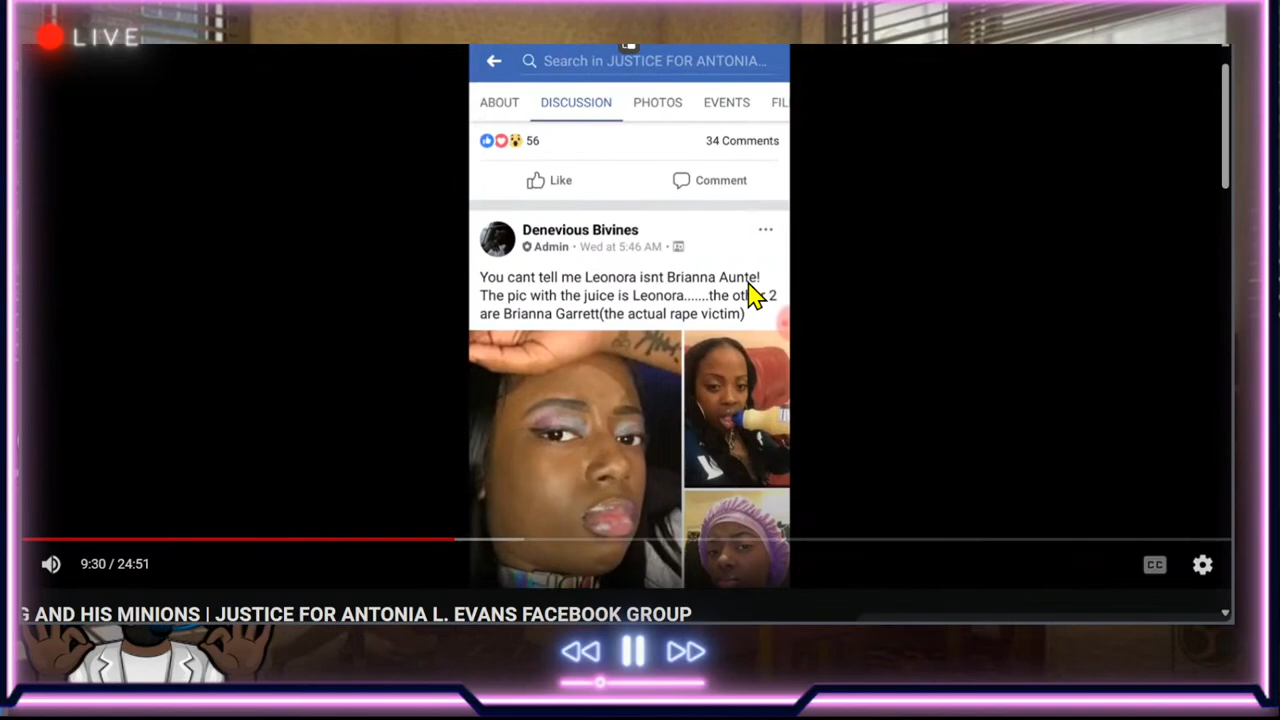 LIVE
Search in JUSTICE FOR ANTONIA...
ABOUT DISCUSSION PHOTOS EVENTS FIL
56 34 Comments
Like Comment
Denevious Bivines
Admin · Wed at 5:46 AM ·
You cant tell me Leonora isnt Brianna Aunte!
The pic with the juice is Leonora.......the other 2
are Brianna Garrett(the actual rape victim)
9:30 / 24:51
CC
G AND HIS MINIONS | JUSTICE FOR ANTONIA L. EVANS FACEBOOK GROUP